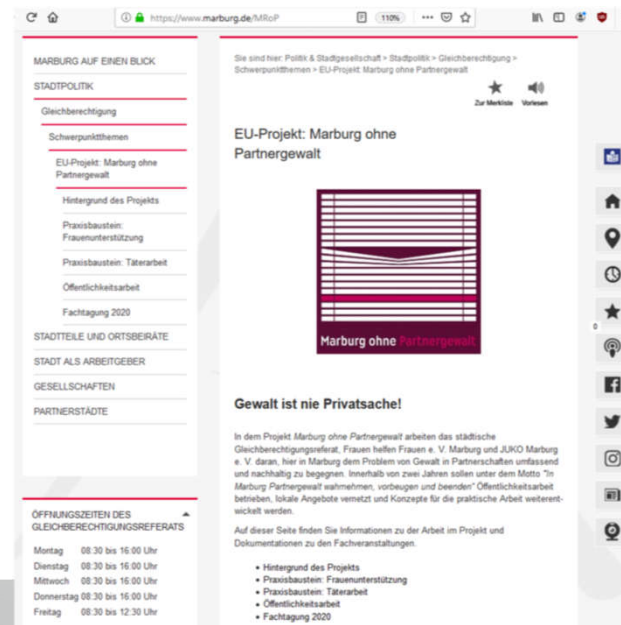 https://www.marburg.de/MRoP
110%
MARBURG AUF EINEN BLICK
STADTPOLITIK
Gleichberechtigung
Schwerpunktthemen
EU-Projekt: Marburg ohne
Partnergewalt
Hintergrund des Projekts
Praxisbaustein:
Frauenunterstützung
Praxisbaustein: Täterarbeit
Öffentlichkeitsarbeit
Fachtagung 2020
STADTTEILE UND ORTSBEIRÄTE
STADT ALS ARBEITGEBER
GESELLSCHAFTEN
PARTNERSTÄDTE
ÖFFNUNGSZEITEN DES
GLEICHBERECHTIGUNGSREFERATS
Montag 08:30 bis 16:00 Uhr
Dienstag 08:30 bis 16:00 Uhr
Mittwoch 08:30 bis 16:00 Uhr
Donnerstag 08:30 bis 16:00 Uhr
Freitag 08:30 bis 12:30 Uhr
Sie sind hier: Politik & Stadtgesellschaft > Stadtpolitik > Gleichberechtigung >
Schwerpunktthemen > EU-Projekt: Marburg ohne Partnergewalt
Zur Merkliste Vorlesen
EU-Projekt: Marburg ohne
Partnergewalt
Marburg ohne Partnergewalt
Gewalt ist nie Privatsache!
In dem Projekt Marburg ohne Partnergewalt arbeiten das städtische
Gleichberechtigungsreferat, Frauen helfen Frauen e. V. Marburg und JUKO Marburg
e. V. daran, hier in Marburg dem Problem von Gewalt in Partnerschaften umfassend
und nachhaltig zu begegnen. Innerhalb von zwei Jahren sollen unter dem Motto "In
Marburg Partnergewalt wahrnehmen, vorbeugen und beenden" Öffentlichkeitsarbeit
betrieben, lokale Angebote vernetzt und Konzepte für die praktische Arbeit weiterent-
wickelt werden.
Auf dieser Seite finden Sie Informationen zu der Arbeit im Projekt und
Dokumentationen zu den Fachveranstaltungen.
• Hintergrund des Projekts
• Praxisbaustein: Frauenunterstützung
• Praxisbaustein: Täterarbeit
• Öffentlichkeitsarbeit
• Fachtagung 2020
0